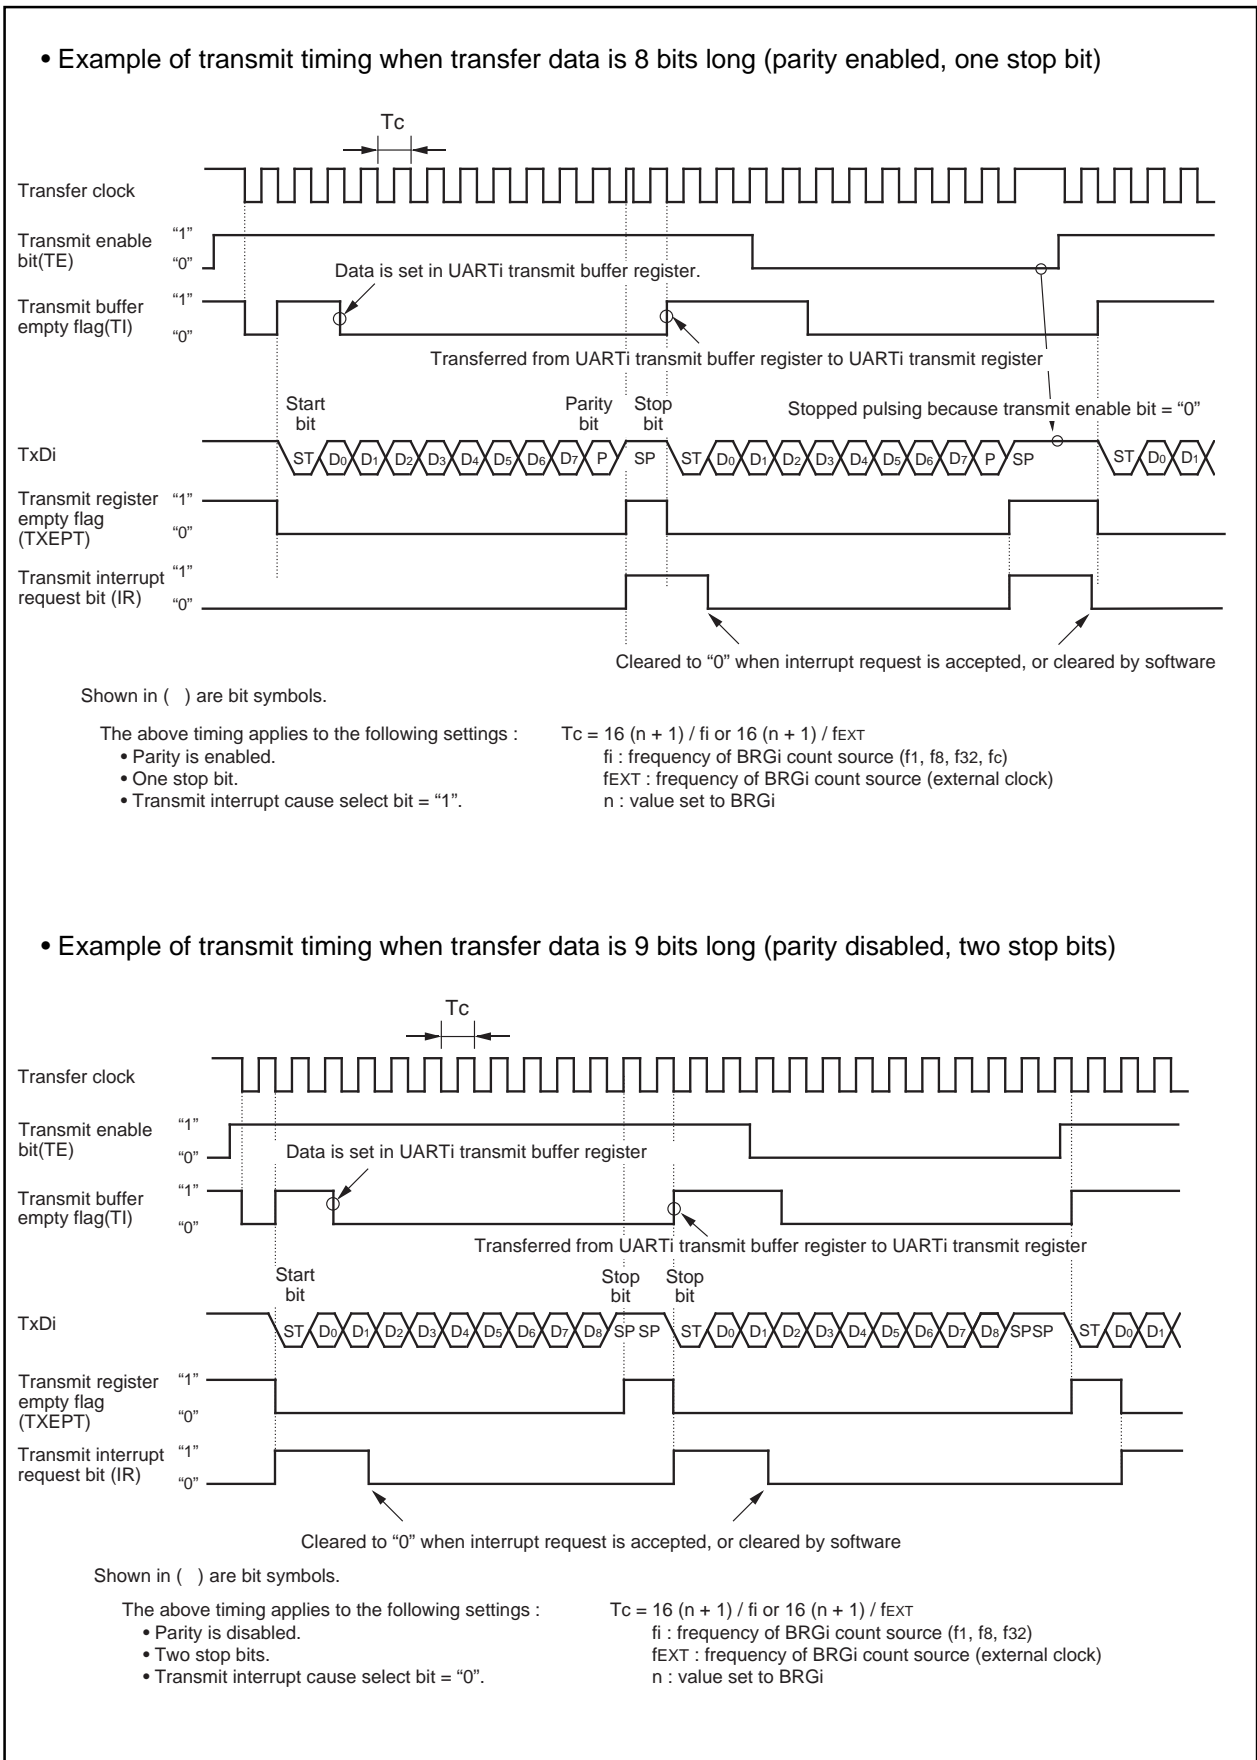 • Example of transmit timing when transfer data is 8 bits long (parity enabled, one stop bit)
Tc
Transfer clock
Transmit enable
bit(TE)
“1”
“0”
Data is set in UARTi transmit buffer register.
Transmit buffer
empty flag(TI)
“1”
“0”
Transferred from UARTi transmit buffer register to UARTi transmit register
Start
bit
Parity
bit
Stop
bit
Stopped pulsing because transmit enable bit = “0”
TxDi
ST D0 D1 D2 D3 D4 D5 D6 D7 P SP ST D0 D1 D2 D3 D4 D5 D6 D7 P SP ST D0 D1
Transmit register
empty flag
(TXEPT)
“1”
“0”
Transmit interrupt
request bit (IR)
“1”
“0”
Cleared to “0” when interrupt request is accepted, or cleared by software
Shown in ( ) are bit symbols.
The above timing applies to the following settings :
• Parity is enabled.
• One stop bit.
• Transmit interrupt cause select bit = “1”.
Tc = 16 (n + 1) / fi or 16 (n + 1) / fEXT
fi : frequency of BRGi count source (f1, f8, f32, fc)
fEXT : frequency of BRGi count source (external clock)
n : value set to BRGi
• Example of transmit timing when transfer data is 9 bits long (parity disabled, two stop bits)
Tc
Transfer clock
Transmit enable
bit(TE)
“1”
“0”
Data is set in UARTi transmit buffer register
Transmit buffer
empty flag(TI)
“1”
“0”
Transferred from UARTi transmit buffer register to UARTi transmit register
Start
bit
Stop
bit
Stop
bit
TxDi
ST D0 D1 D2 D3 D4 D5 D6 D7 D8 SP SP ST D0 D1 D2 D3 D4 D5 D6 D7 D8 SPSP ST D0 D1
Transmit register
empty flag
(TXEPT)
“1”
“0”
Transmit interrupt
request bit (IR)
“1”
“0”
Cleared to “0” when interrupt request is accepted, or cleared by software
Shown in ( ) are bit symbols.
The above timing applies to the following settings :
• Parity is disabled.
• Two stop bits.
• Transmit interrupt cause select bit = “0”.
Tc = 16 (n + 1) / fi or 16 (n + 1) / fEXT
fi : frequency of BRGi count source (f1, f8, f32)
fEXT : frequency of BRGi count source (external clock)
n : value set to BRGi